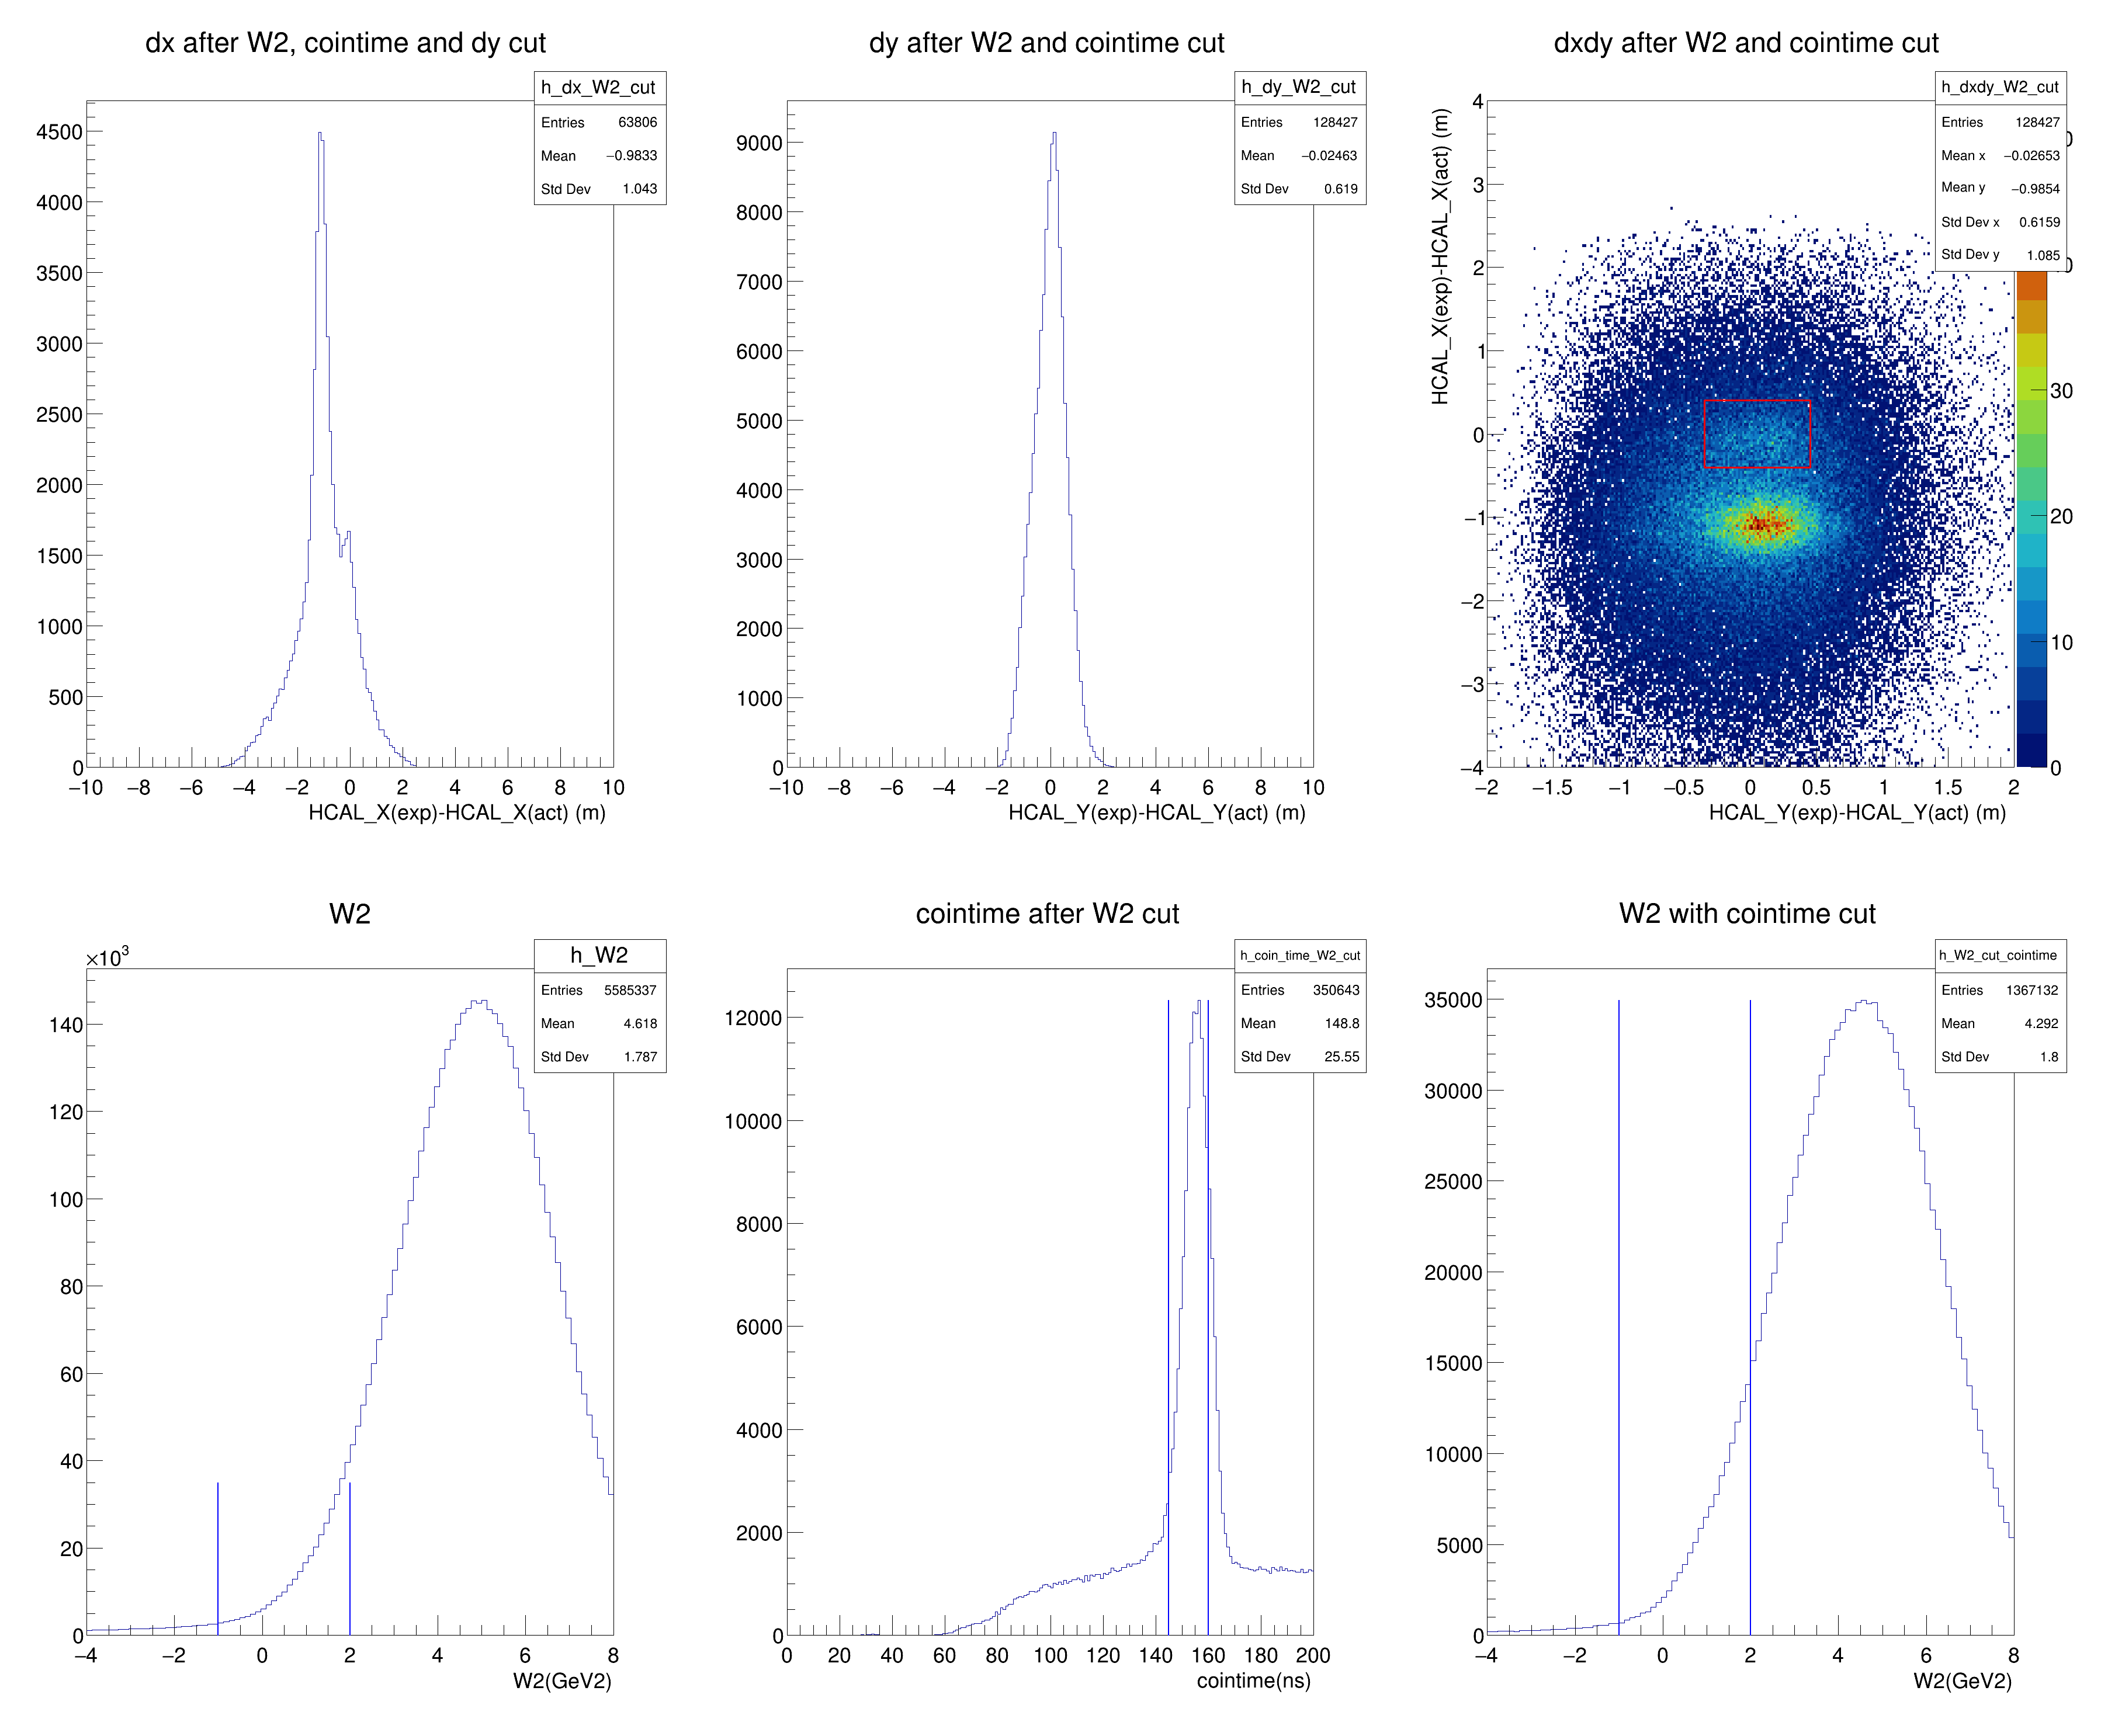 dx after W2, cointime and dy cut
h_dx_W2_cut
Entries 63806
Mean −0.9833
Std Dev 1.043
4500
4000
3500
3000
2500
2000
1500
1000
500
0
−10 −8 −6 −4 −2 0 2 4 6 8 10
HCAL_X(exp)-HCAL_X(act) (m)
dy after W2 and cointime cut
h_dy_W2_cut
Entries 128427
Mean −0.02463
Std Dev 0.619
9000
8000
7000
6000
5000
4000
3000
2000
1000
0
−10 −8 −6 −4 −2 0 2 4 6 8 10
HCAL_Y(exp)-HCAL_Y(act) (m)
dxdy after W2 and cointime cut
h_dxdy_W2_cut
Entries 128427
Mean x −0.02653
Mean y −0.9854
Std Dev x 0.6159
Std Dev y 1.085
HCAL_X(exp)-HCAL_X(act) (m)
4
3
2
1
0
−1
−2
−3
−4
−2 −1.5 −1 −0.5 0 0.5 1 1.5 2
HCAL_Y(exp)-HCAL_Y(act) (m)
30
20
10
0
W2
×10³
h_W2
Entries 5585337
Mean 4.618
Std Dev 1.787
140
120
100
80
60
40
20
0
−4 −2 0 2 4 6 8
W2(GeV2)
cointime after W2 cut
h_coin_time_W2_cut
Entries 350643
Mean 148.8
Std Dev 25.55
12000
10000
8000
6000
4000
2000
0
0 20 40 60 80 100 120 140 160 180 200
cointime(ns)
W2 with cointime cut
h_W2_cut_cointime
Entries 1367132
Mean 4.292
Std Dev 1.8
35000
30000
25000
20000
15000
10000
5000
0
−4 −2 0 2 4 6 8
W2(GeV2)